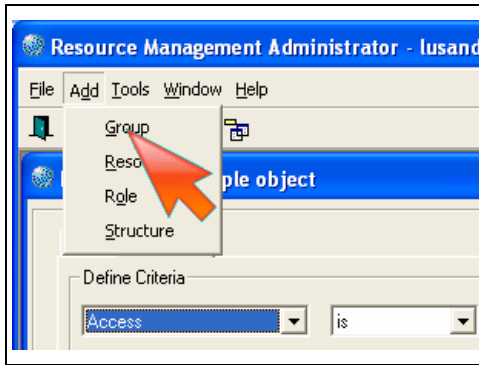 Resource Management Administrator - lusand
File Add Tools Window Help
Group
Role
ple object
Structure
Define Criteria
Access is